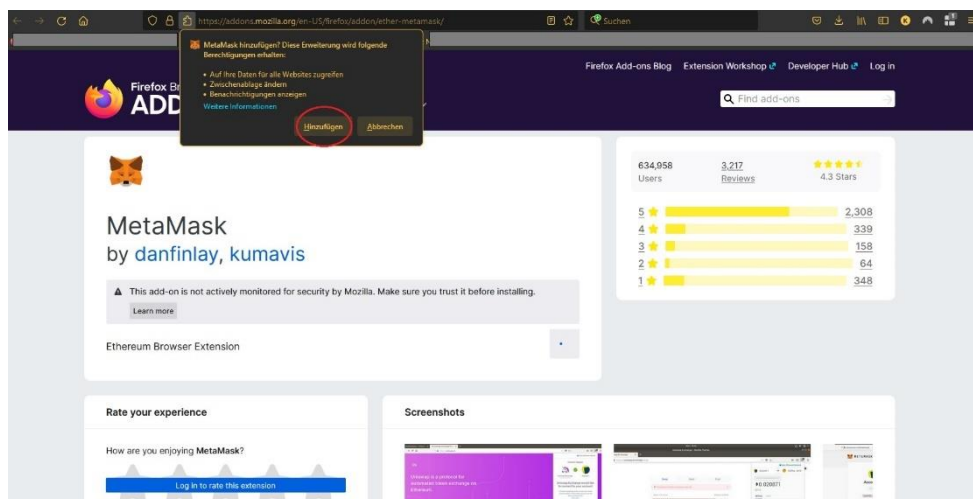 https://addons.mozilla.org/en-US/firefox/addon/ether-metamask/
Suchen
MetaMask hinzufügen? Diese Erweiterung wird folgende
Berechtigungen erhalten:
• Auf Ihre Daten für alle Websites zugreifen
• Zwischenablage ändern
• Benachrichtigungen anzeigen
Weitere Informationen
Hinzufügen
Abbrechen
Firefox Add-ons Blog
Extension Workshop
Developer Hub
Log in
Firefox Br
ADD
Find add-ons
MetaMask
by danfinlay, kumavis
This add-on is not actively monitored for security by Mozilla. Make sure you trust it before installing.
Learn more
Ethereum Browser Extension
634,958
Users
3,217
Reviews
4.3 Stars
5 2,308
4 339
3 158
2 64
1 348
Rate your experience
How are you enjoying MetaMask?
Log in to rate this extension
Screenshots